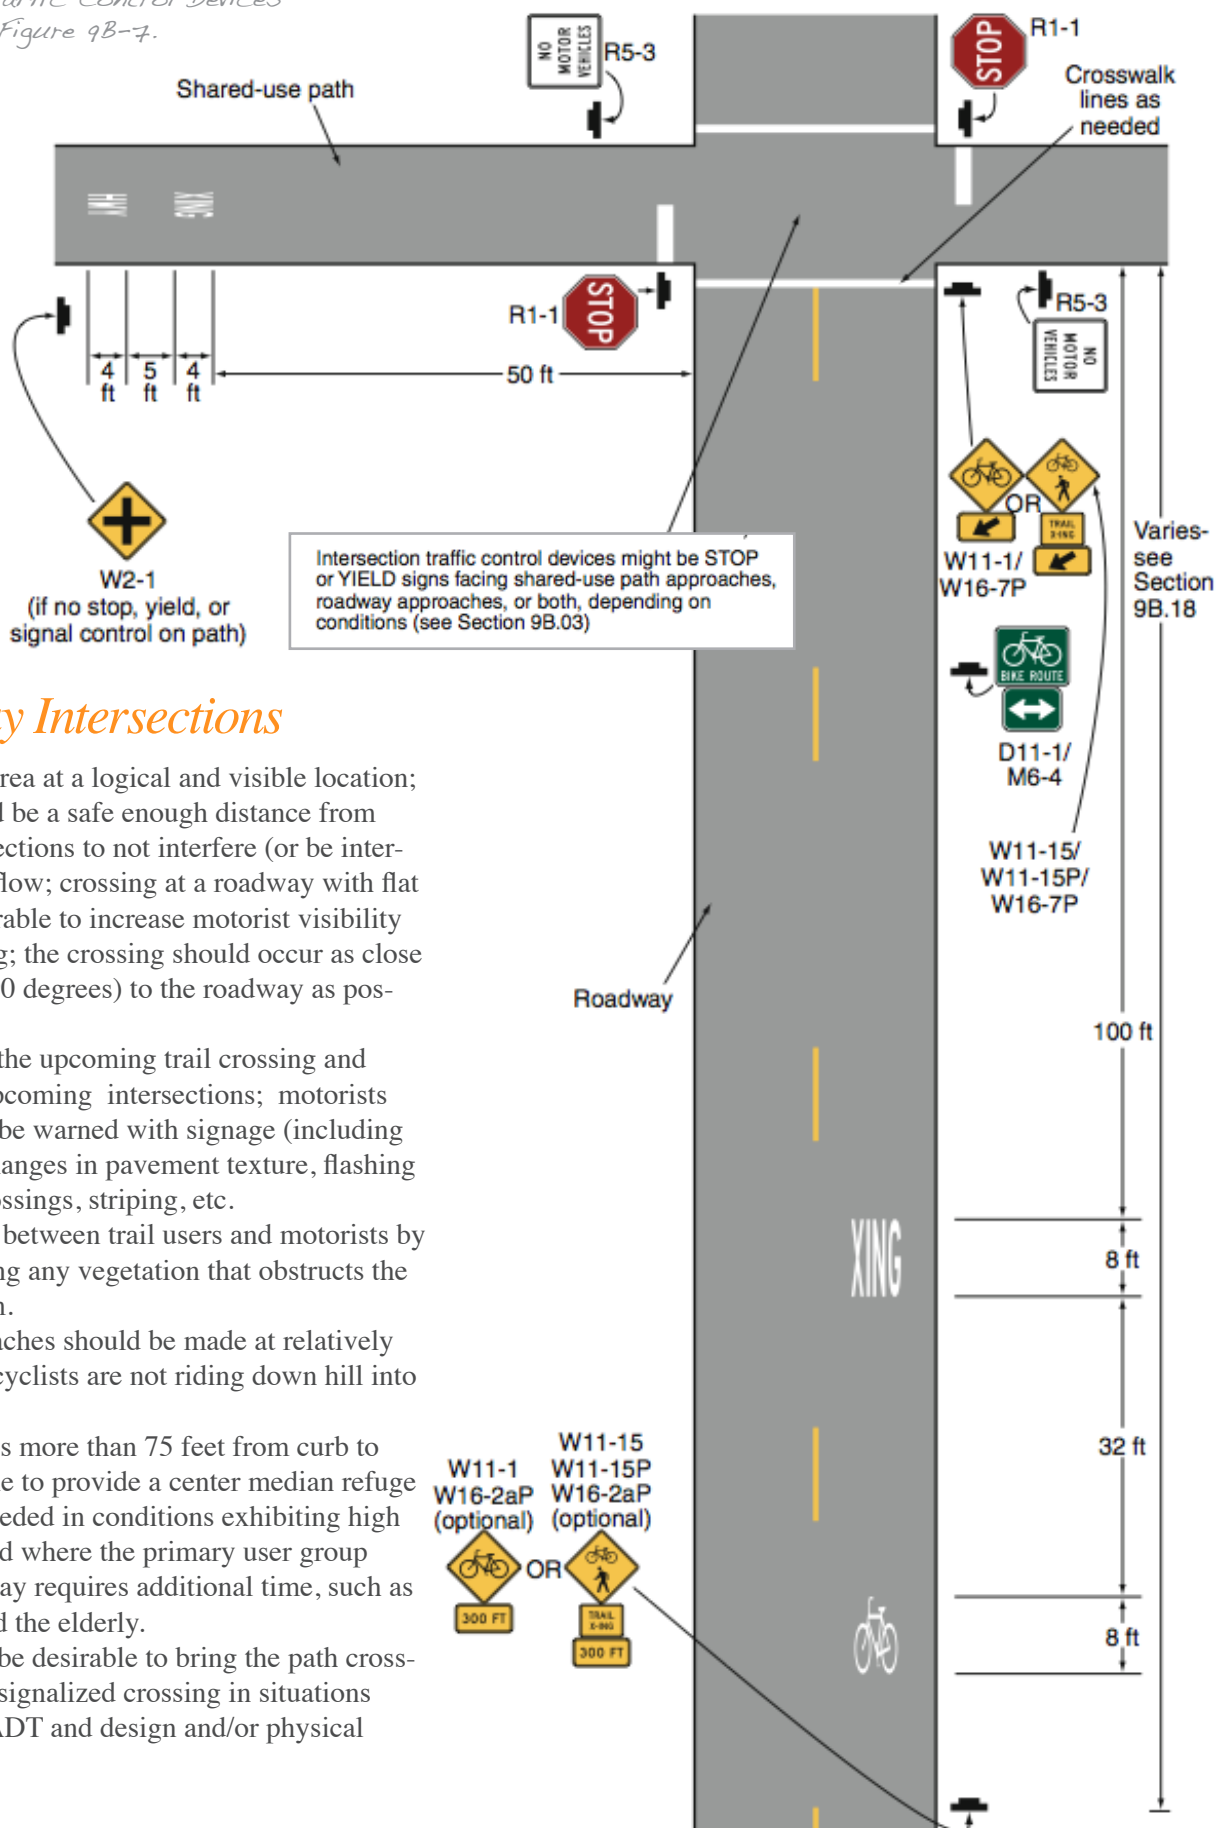 Figure 9B-7.
NO
MOTOR
VEHICLES
R5-3
STOP
R1-1
Shared-use path
Crosswalk
lines as
needed
HWY
XING
R1-1
STOP
R5-3
NO
MOTOR
VEHICLES
4
ft
5
ft
4
ft
50 ft
W2-1
(if no stop, yield, or
signal control on path)
Intersection traffic control devices might be STOP
or YIELD signs facing shared-use path approaches,
roadway approaches, or both, depending on
conditions (see Section 9B.03)
OR
TRAIL
X-ING
W11-1/
W16-7P
Varies-
see
Section
9B.18
BIKE ROUTE
D11-1/
M6-4
W11-15/
W11-15P/
W16-7P
Roadway
100 ft
XING
8 ft
32 ft
8 ft
y Intersections
rea at a logical and visible location;
d be a safe enough distance from
ections to not interfere (or be inter-
flow; crossing at a roadway with flat
rable to increase motorist visibility
g; the crossing should occur as close
0 degrees) to the roadway as pos-
the upcoming trail crossing and
pcoming intersections; motorists
be warned with signage (including
anges in pavement texture, flashing
ossings, striping, etc.
between trail users and motorists by
ng any vegetation that obstructs the
n.
aches should be made at relatively
cyclists are not riding down hill into
s more than 75 feet from curb to
le to provide a center median refuge
eeded in conditions exhibiting high
d where the primary user group
ay requires additional time, such as
d the elderly.
be desirable to bring the path cross-
signalized crossing in situations
ADT and design and/or physical
W11-1
W16-2aP
(optional)
W11-15
W11-15P
W16-2aP
(optional)
OR
300 FT
TRAIL
X-ING
300 FT